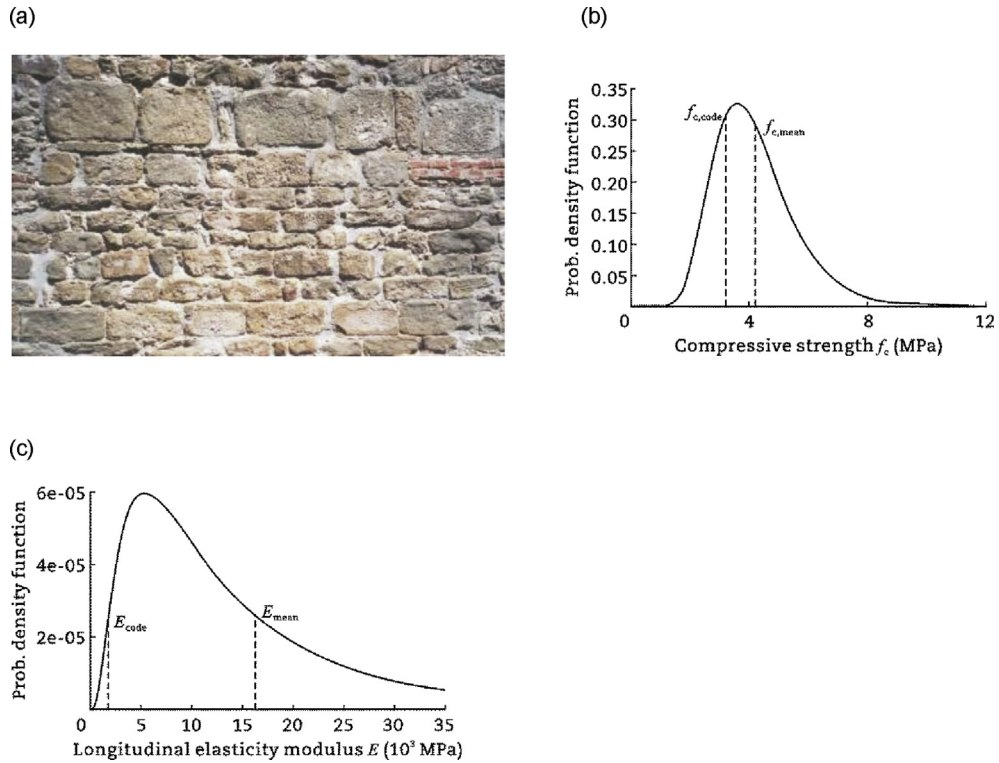 (a)
(b)
Prob. density function
0.35
0.30
0.25
0.20
0.15
0.10
0.05
f_c,code
f_c,mean
0 4 8 12
Compressive strength f_c (MPa)
(c)
Prob. density function
6e-05
4e-05
2e-05
E_code
E_mean
0 5 10 15 20 25 30 35
Longitudinal elasticity modulus E (10³ MPa)